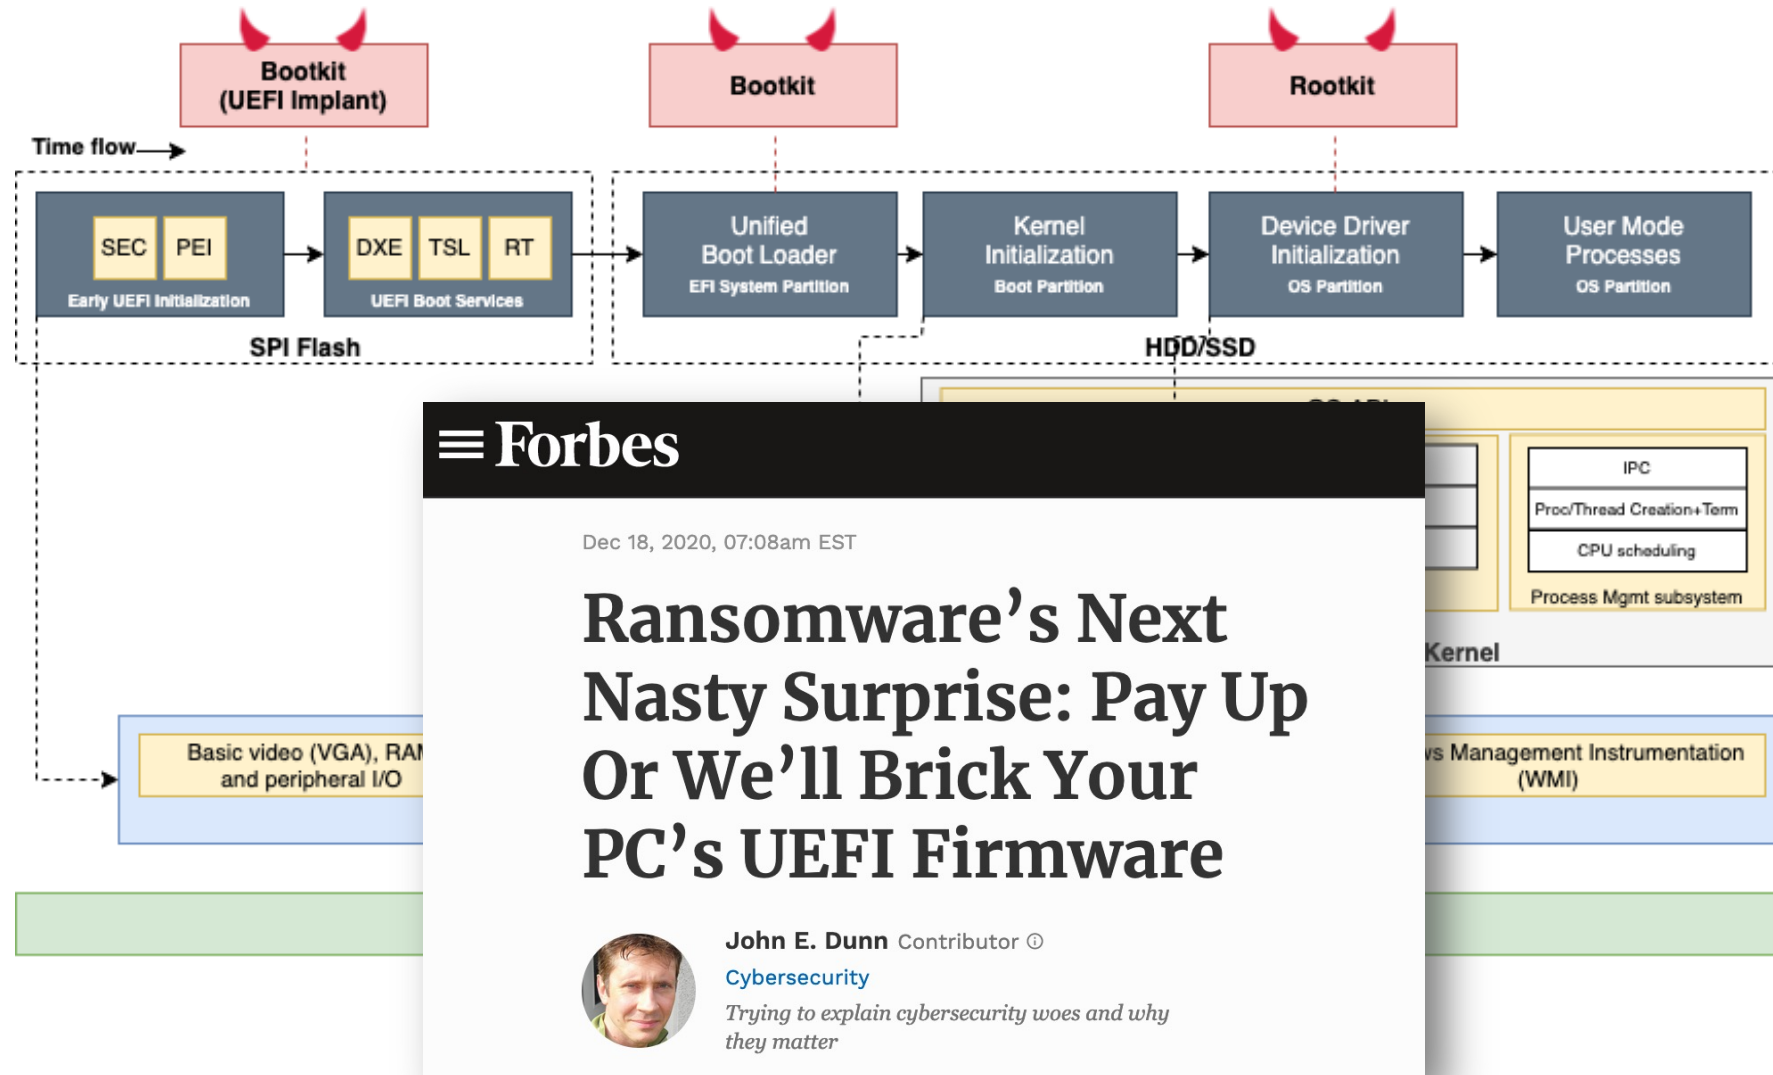 Bootkit
(UEFI Implant)
Bootkit
Rootkit
Time flow
SEC
PEI
Early UEFI Initialization
DXE
TSL
RT
UEFI Boot Services
Unified
Boot Loader
EFI System Partition
Kernel
Initialization
Boot Partition
Device Driver
Initialization
OS Partition
User Mode
Processes
OS Partition
SPI Flash
HDD/SSD
IPC
Proc/Thread Creation+Term
CPU scheduling
Process Mgmt subsystem
Kernel
Basic video (VGA),
and peripheral I/O
Management Instrumentation
(WMI)
Forbes
Dec 18, 2020, 07:08am EST
Ransomware’s Next
Nasty Surprise: Pay Up
Or We’ll Brick Your
PC’s UEFI Firmware
John E. Dunn Contributor
Cybersecurity
Trying to explain cybersecurity woes and why
they matter